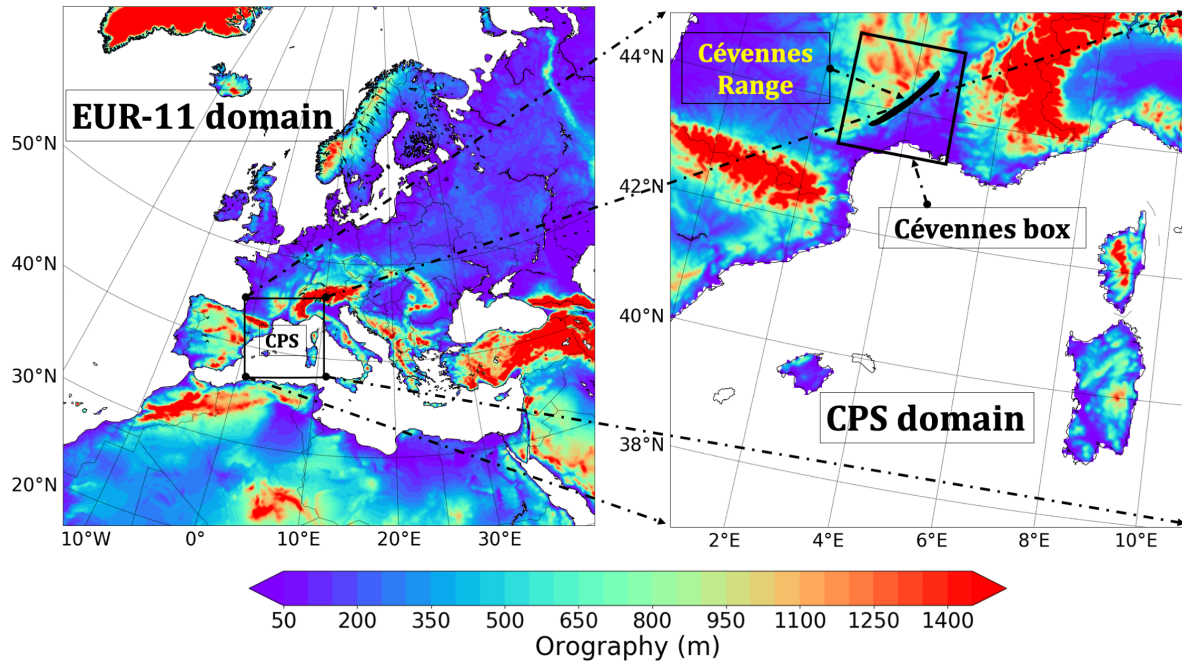 EUR-11 domain
50°N
40°N
30°N
20°N
10°W
0°
10°E
20°E
30°E
CPS
Cévennes
Range
Cévennes box
CPS domain
44°N
42°N
40°N
38°N
2°E
4°E
6°E
8°E
10°E
50
200
350
500
650
800
950
1100
1250
1400
Orography (m)